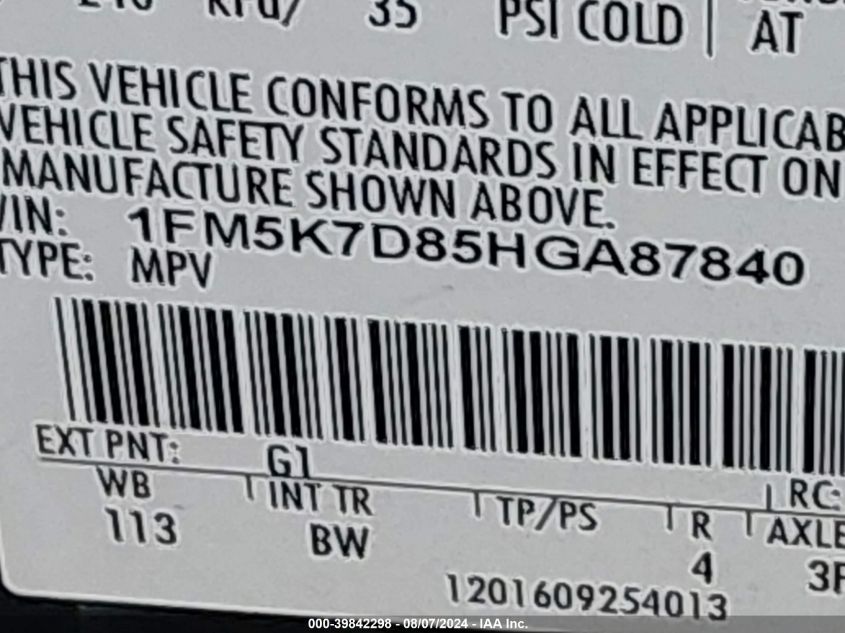 35 PSI COLD AT
THIS VEHICLE CONFORMS TO ALL APPLICAB
VEHICLE SAFETY STANDARDS IN EFFECT ON
MANUFACTURE SHOWN ABOVE.
VIN: 1FM5K7D85HGA87840
TYPE: MPV
EXT PNT: G1 RC:
WB INT TR TP/PS R AXLE
113 BW 4 3F
1201609254013
000-39842298 - 08/07/2024 - IAA Inc.